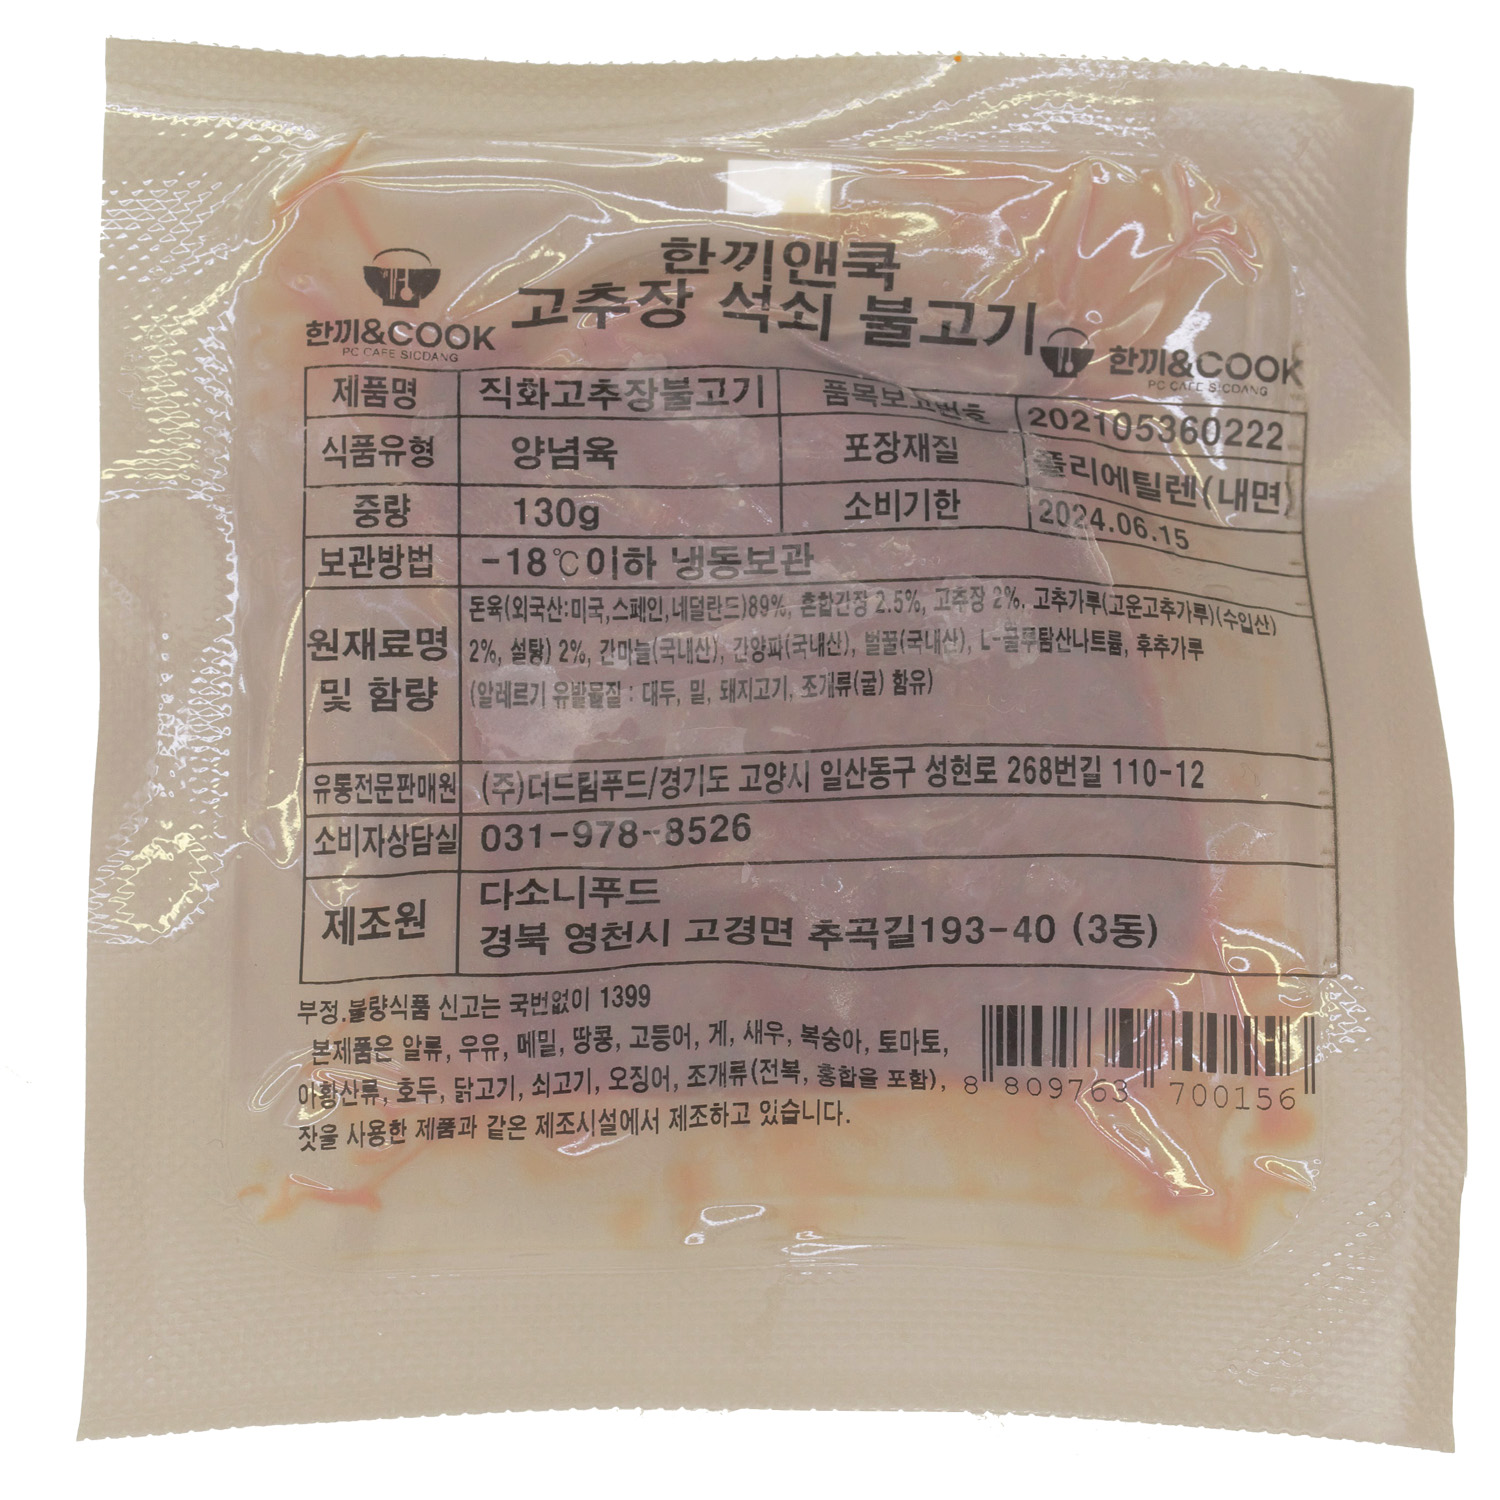 한끼앤쿡
고추장 석쇠 불고기
한끼&COOK
PC CAFE SICDANG
한끼&COOK
PC CAFE SICDANG
제품명 직화고추장불고기 품목보고번호 202105360222
식품유형 양념육 포장재질 폴리에틸렌(내면)
중량 130g 소비기한 2024.06.15
보관방법 -18℃이하 냉동보관
원재료명 및 함량
돈육(외국산:미국,스페인,네덜란드)89%, 혼합간장 2.5%, 고추장 2%, 고추가루(고운고추가루)(수입산)
2%, 설탕) 2%, 간마늘(국내산), 간양파(국내산), 벌꿀(국내산), L-글루탐산나트륨, 후추가루
(알레르기 유발물질 : 대두, 밀, 돼지고기, 조개류(굴) 함유)
유통전문판매원 (주)더드림푸드/경기도 고양시 일산동구 성현로 268번길 110-12
소비자상담실 031-978-8526
제조원 다소니푸드
경북 영천시 고경면 추곡길193-40 (3동)
부정.불량식품 신고는 국번없이 1399
본제품은 알류, 우유, 메밀, 땅콩, 고등어, 게, 새우, 복숭아, 토마토,
아황산류, 호두, 닭고기, 쇠고기, 오징어, 조개류(전복, 홍합을 포함),
잣을 사용한 제품과 같은 제조시설에서 제조하고 있습니다.
8 809763 700156